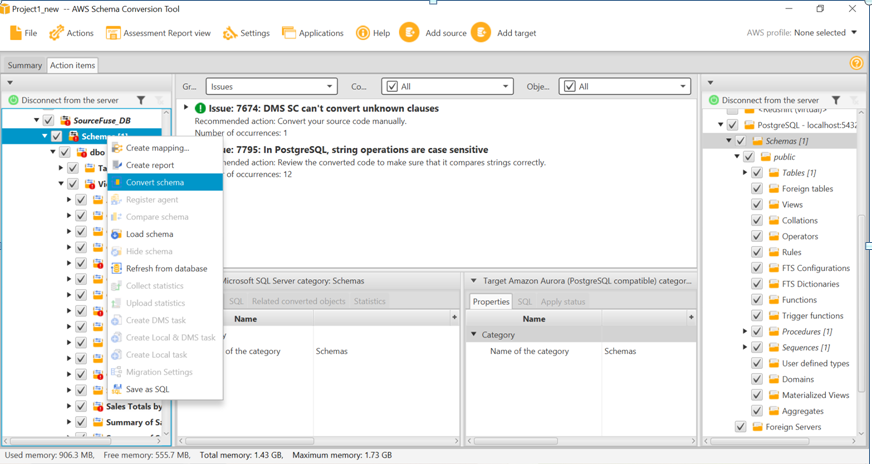 Project1_new -- AWS Schema Conversion Tool
File Actions Assessment Report view Settings Applications Help Add source Add target AWS profile: None selected
Summary Action items
Gr... Issues Co... All Obje... All
Disconnect from the server
SourceFuse_DB
Schemas [1]
dbo
Ta
Vi
Sales Totals by
Summary of Sa
Create mapping...
Create report
Convert schema
Register agent
Compare schema
Load schema
Hide schema
Refresh from database
Collect statistics
Upload statistics
Create DMS task
Create Local & DMS task
Create Local task
Migration Settings
Save as SQL
Issue: 7674: DMS SC can't convert unknown clauses
Recommended action: Convert your source code manually.
Number of occurrences: 1
ssue: 7795: In PostgreSQL, string operations are case sensitive
mended action: Review the converted code to make sure that it compares strings correctly.
r of occurrences: 12
icrosoft SQL Server category: Schemas
SQL Related converted objects Statistics
Name
y
of the category Schemas
Target Amazon Aurora (PostgreSQL compatible) categor...
Properties SQL Apply status
Name
Category
Name of the category Schemas
Disconnect from the server
<Redshift (virtual)>
PostgreSQL - localhost:5432
Schemas [1]
public
Tables [1]
Foreign tables
Views
Collations
Operators
Rules
FTS Configurations
FTS Dictionaries
Functions
Trigger functions
Procedures [1]
Sequences [1]
User defined types
Domains
Materialized Views
Aggregates
Foreign Servers
Used memory: 906.3 MB, Free memory: 555.7 MB, Total memory: 1.43 GB, Maximum memory: 1.73 GB